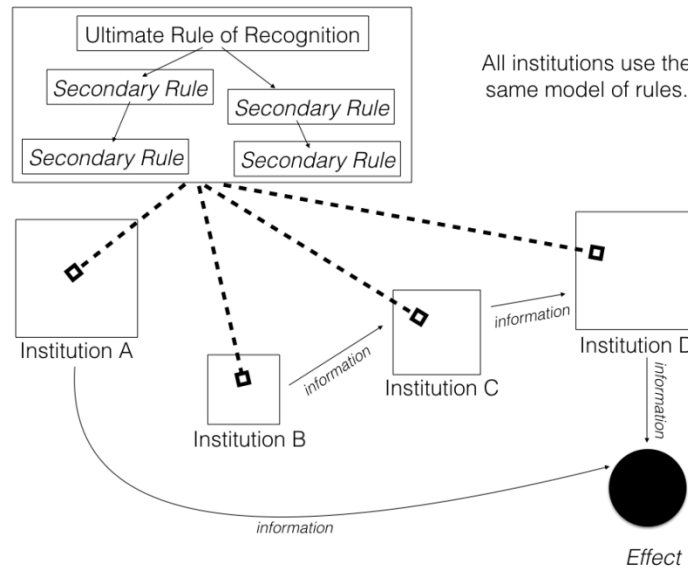 Ultimate Rule of Recognition
Secondary Rule
Secondary Rule
Secondary Rule
Secondary Rule
All institutions use the
same model of rules.
Institution A
Institution B
information
Institution C
information
Institution D
information
information
Effect